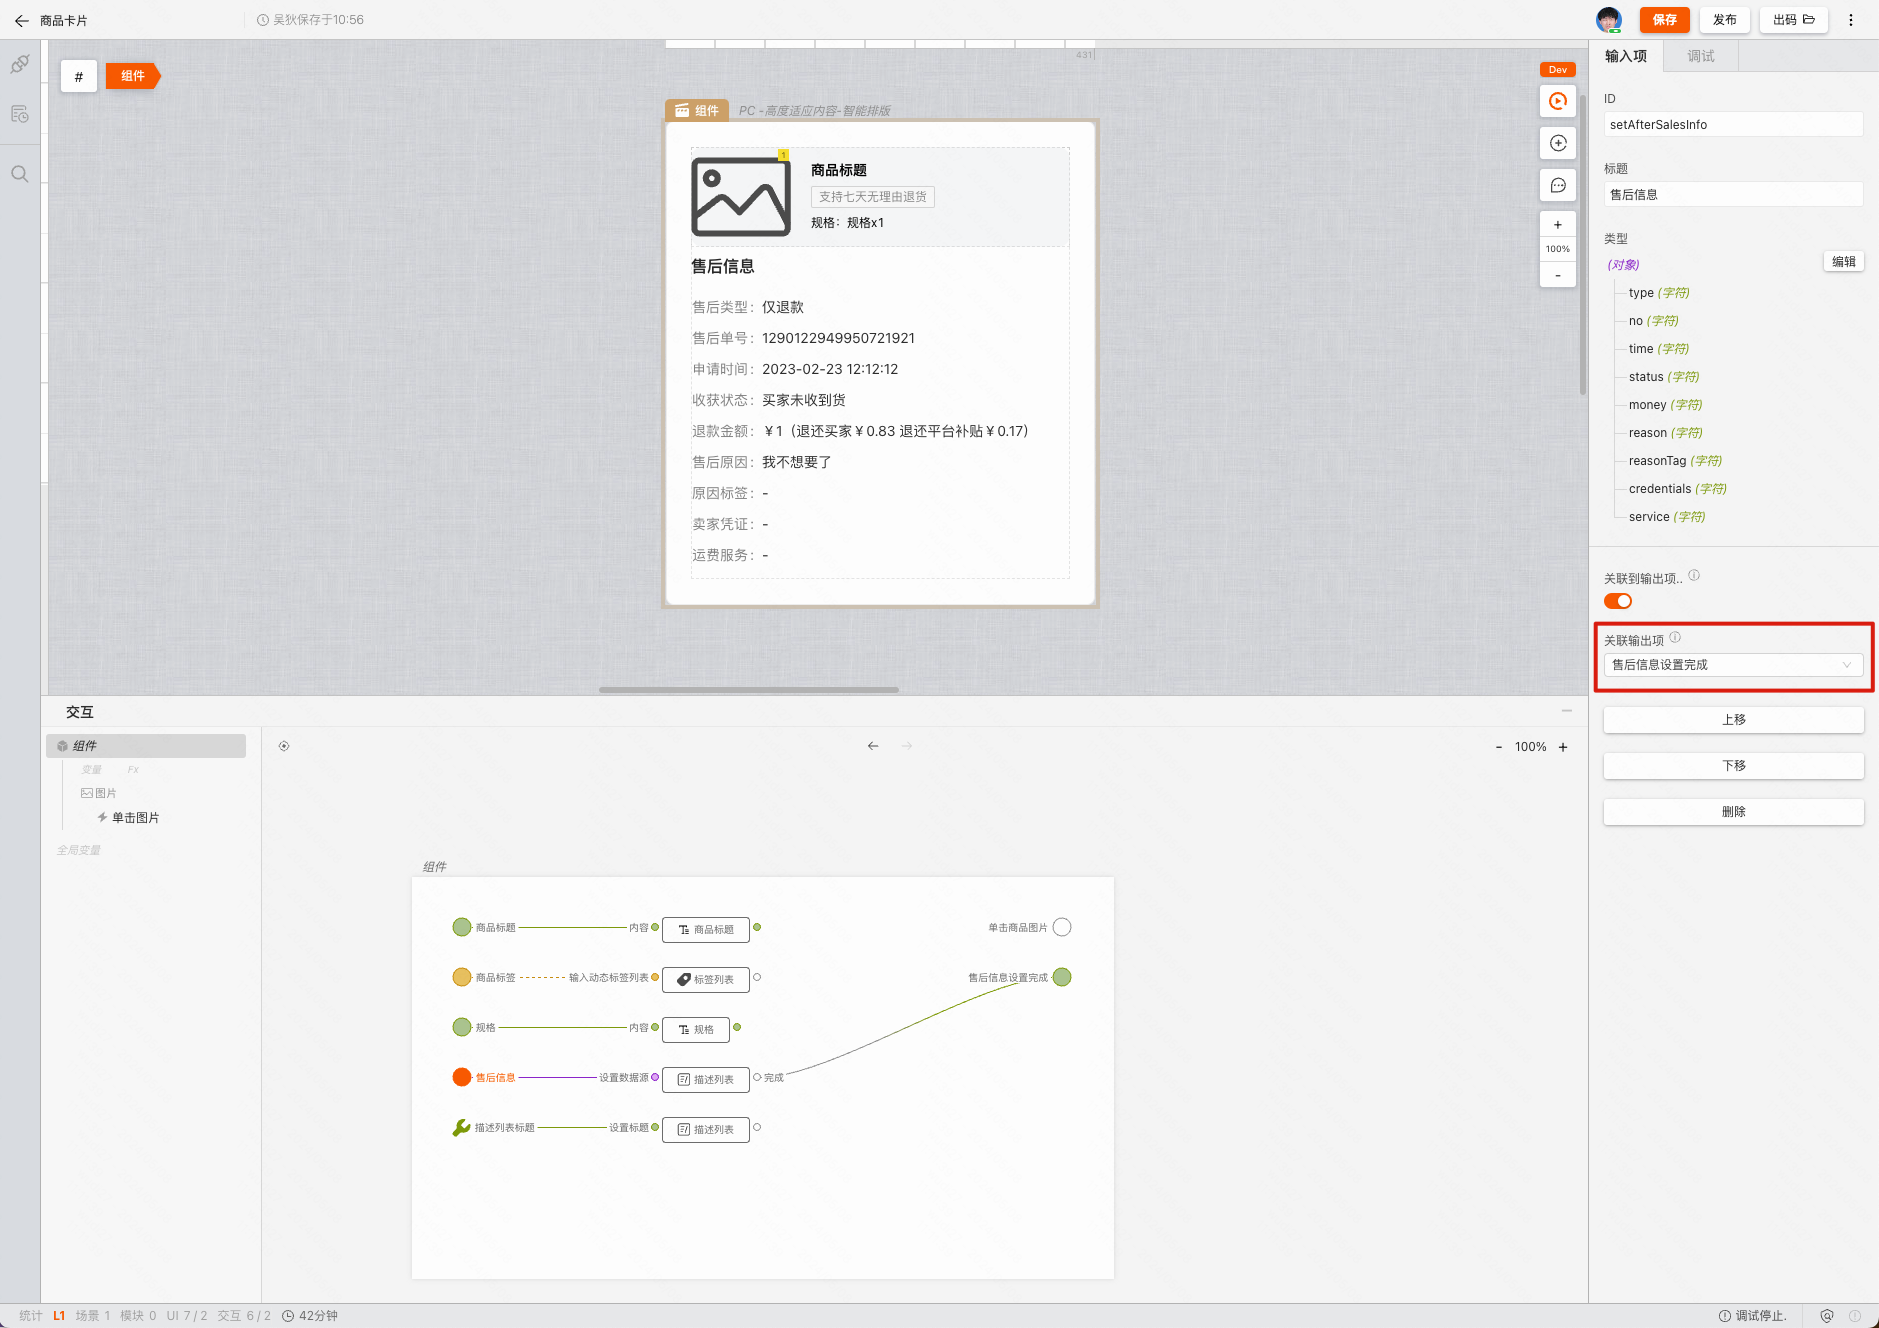 商品卡片
吴狄保存于10:56
保存
发布
出码
#
组件
431
Dev
100%
+
-
组件
PC -高度适应内容-智能排版
1
商品标题
支持七天无理由退货
规格：规格x1
售后信息
售后类型： 仅退款
售后单号： 1290122949950721921
申请时间： 2023-02-23 12:12:12
收获状态： 买家未收到货
退款金额： ￥1（退还买家￥0.83 退还平台补贴￥0.17）
售后原因： 我不想要了
原因标签： -
卖家凭证： -
运费服务： -
输入项
调试
ID
setAfterSalesInfo
标题
售后信息
类型
(对象)
编辑
type (字符)
no (字符)
time (字符)
status (字符)
money (字符)
reason (字符)
reasonTag (字符)
credentials (字符)
service (字符)
关联到输出项..
关联输出项
售后信息设置完成
上移
下移
删除
交互
组件
变量 Fx
图片
单击图片
全局变量
- 100% +
组件
商品标题 内容 商品标题
单击商品图片
商品标签 输入动态标签列表 标签列表
售后信息设置完成
规格 内容 规格
售后信息 设置数据源 描述列表 完成
描述列表标题 设置标题 描述列表
统计 L1 场景 1 模块 0 UI 7 / 2 交互 6 / 2 42分钟
调试停止.